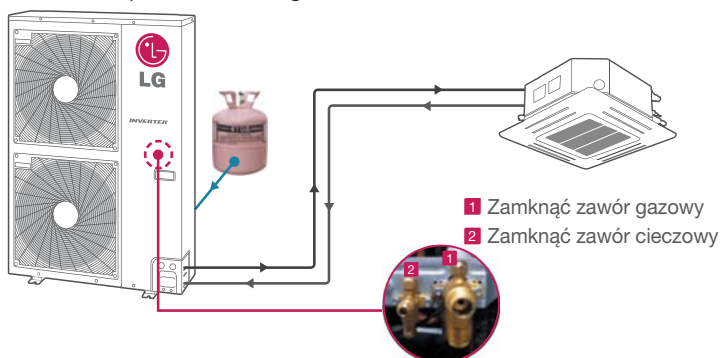 LG
INVERTER
1 Zamknąć zawór gazowy
2 Zamknąć zawór cieczowy
2
1